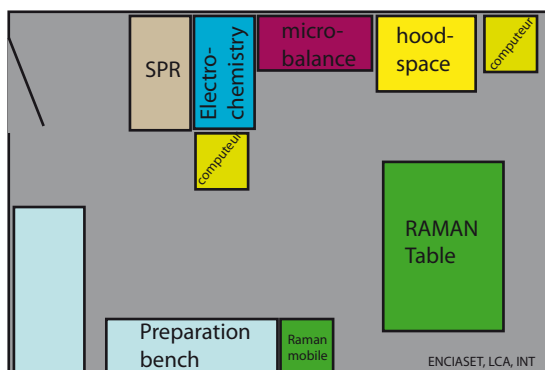 SPR
Electro-
chemistry
micro-
balance
hood-
space
computeur
computeur
RAMAN
Table
Preparation
bench
Raman
mobile
ENCIASET, LCA, INT